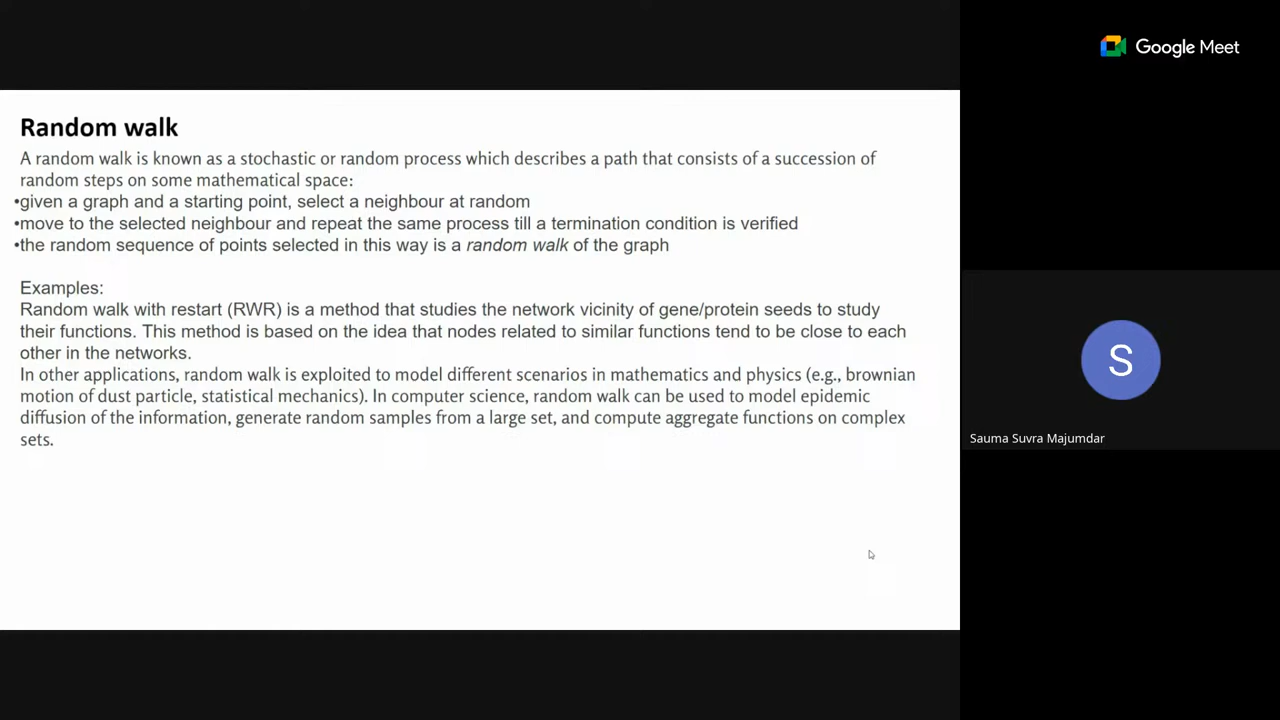 Google Meet
Random walk
A random walk is known as a stochastic or random process which describes a path that consists of a succession of
random steps on some mathematical space:
•given a graph and a starting point, select a neighbour at random
•move to the selected neighbour and repeat the same process till a termination condition is verified
•the random sequence of points selected in this way is a random walk of the graph
Examples:
Random walk with restart (RWR) is a method that studies the network vicinity of gene/protein seeds to study
their functions. This method is based on the idea that nodes related to similar functions tend to be close to each
other in the networks.
In other applications, random walk is exploited to model different scenarios in mathematics and physics (e.g., brownian
motion of dust particle, statistical mechanics). In computer science, random walk can be used to model epidemic
diffusion of the information, generate random samples from a large set, and compute aggregate functions on complex
sets.
S
Sauma Suvra Majumdar